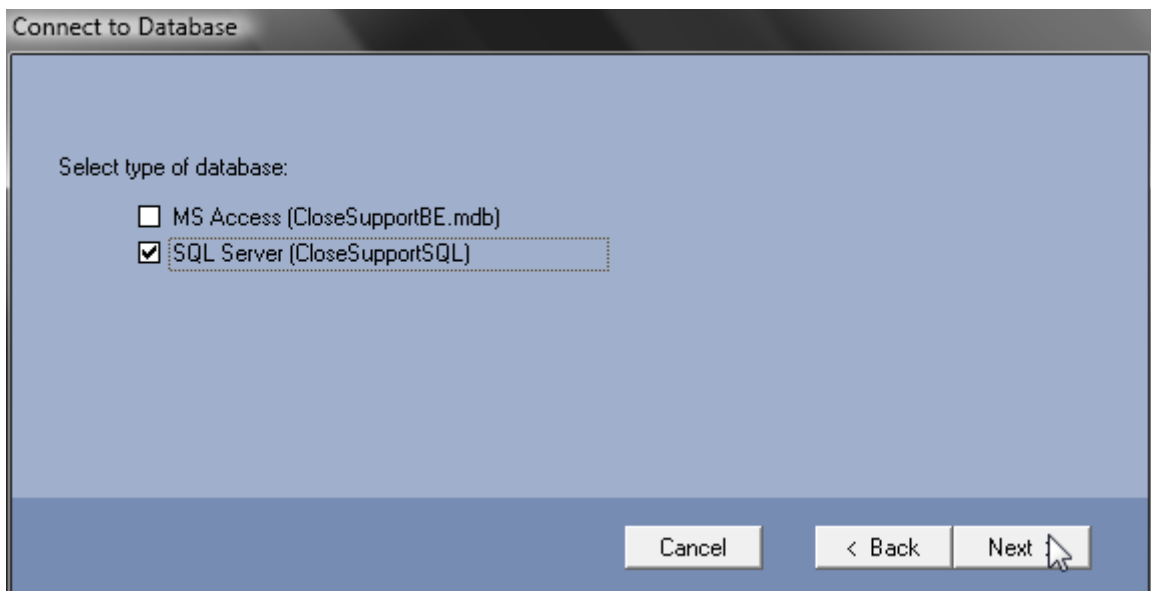 Connect to Database
Select type of database:
MS Access (CloseSupportBE.mdb)
SQL Server (CloseSupportSQL)
Cancel
< Back
Next